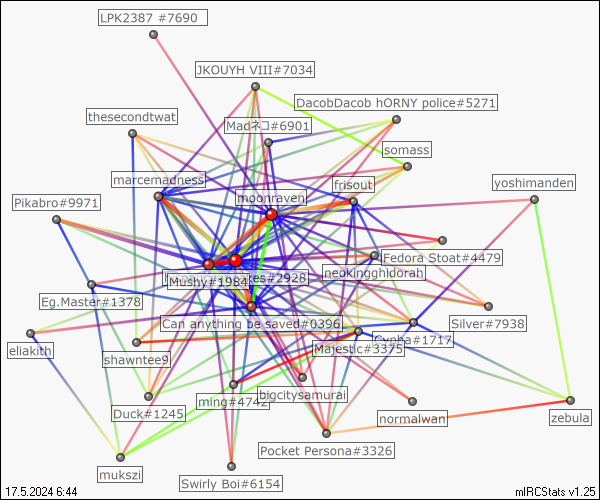 LPK2387 #7690
JKOUYH VIII#7034
DacobDacob hORNY police#5271
thesecondtwat
Madネコ#6901
somass
marcemadness
frisout
yoshimanden
moonraven
Pikabro#9971
Fedora Stoat#4479
neokingghidorah
Mushy#1984
kes#2928
Eg.Master#1378
Can anything be saved#0396
Silver#7938
Cynha#1717
eliakith
shawntee9
Majestic#3375
bigcitysamurai
ming#4742
Duck#1245
normalwan
zebula
Pocket Persona#3326
mukszi
Swirly Boi#6154
17.5.2024 6:44
mIRCStats v1.25